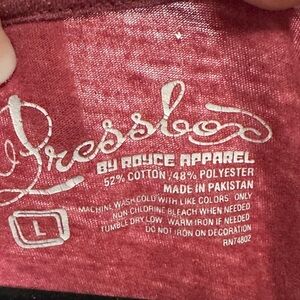 Pressbox
BY ROYCE APPAREL
52% COTTON / 48% POLYESTER
MADE IN PAKISTAN
MACHINE WASH COLD WITH LIKE COLORS ONLY
NON CHLORINE BLEACH WHEN NEEDED
TUMBLE DRY LOW WARM IRON IF NEEDED
DO NOT IRON ON DECORATION
RN74802
L